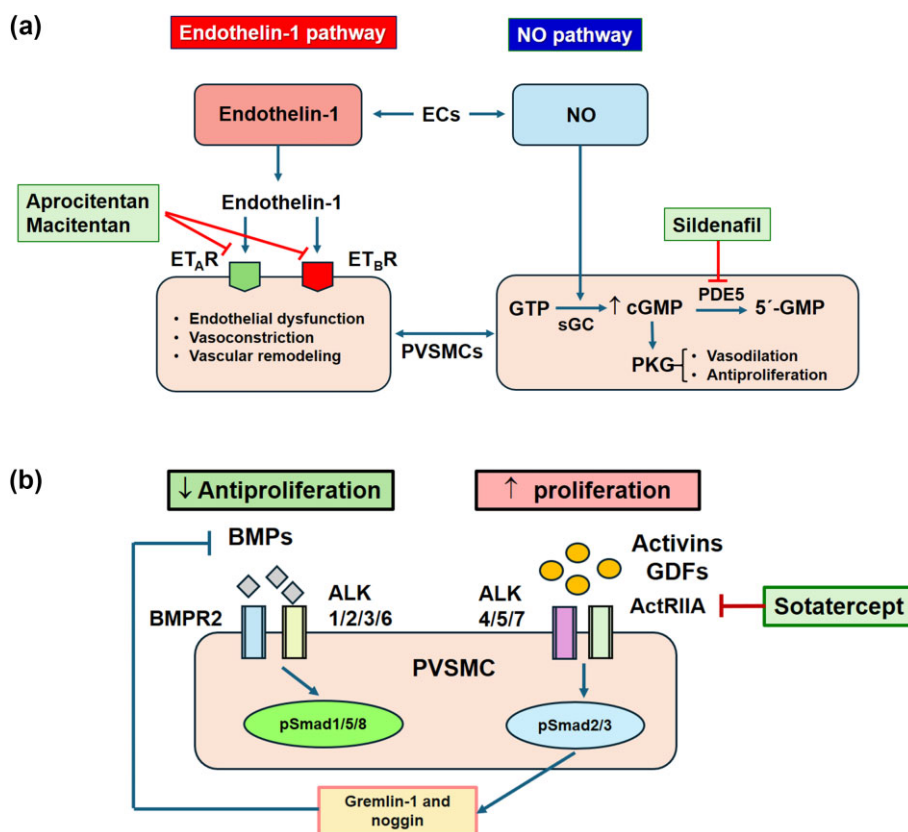 (a)
Endothelin-1 pathway
NO pathway
Endothelin-1
ECs
NO
Aprocitentan
Macitentan
Endothelin-1
Sildenafil
ETAR
ETBR
• Endothelial dysfunction
• Vasoconstriction
• Vascular remodeling
PVSMCs
GTP
sGC
↑ cGMP
PDE5
5´-GMP
PKG
• Vasodilation
• Antiproliferation
(b)
↓ Antiproliferation
↑ proliferation
BMPs
Activins
GDFs
BMPR2
ALK
1/2/3/6
ALK
4/5/7
ActRIIA
Sotatercept
PVSMC
pSmad1/5/8
pSmad2/3
Gremlin-1 and
noggin